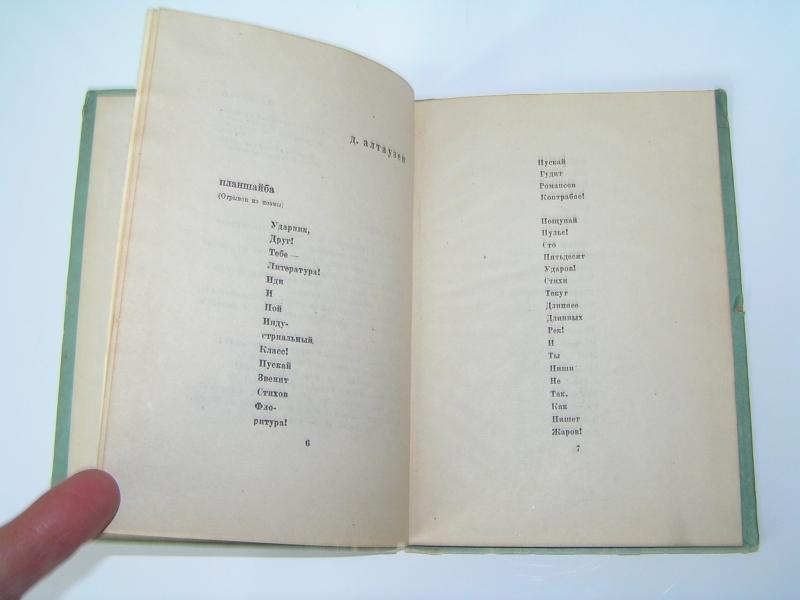 д. алтаузен
планшайба
(Отрывок из поэмы)
Ударник,
Друг!
Тебе —
Литература!
Иди
И
Пой
Инду-
стриальный
Класс!
Пускай
Звенит
Стихов
Фло-
ритура!
6
Пускай
Гудит
Романсов
Контрабас!
Пощупай
Пулье!
Сто
Пятьдесят
Ударов!
Стихи
Текут
Длиннее
Длинных
Рек!
И
Ты
Пиши
Не
Так,
Как
Пишет
Жаров!
7